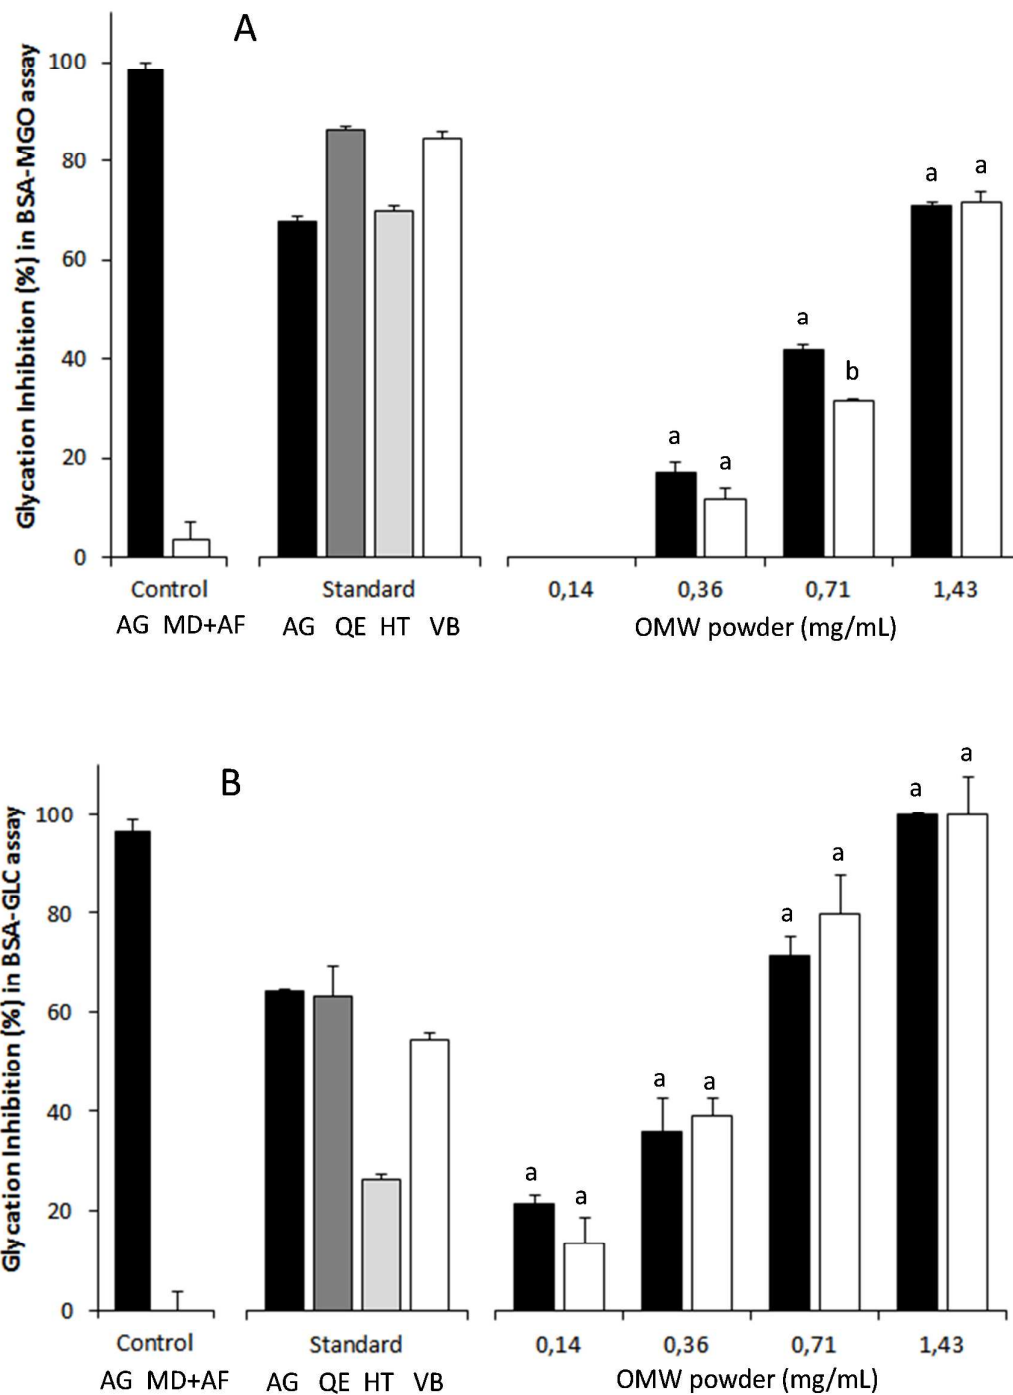 A
Glycation Inhibition (%) in BSA-MGO assay
100
80
60
40
20
0
a
a
a
b
a
a
a
a
Control
Standard
0,14
0,36
0,71
1,43
AG MD+AF
AG QE HT VB
OMW powder (mg/mL)
B
Glycation Inhibition (%) in BSA-GLC assay
100
80
60
40
20
0
a
a
a
a
a
a
a
a
Control
Standard
0,14
0,36
0,71
1,43
AG MD+AF
AG QE HT VB
OMW powder (mg/mL)